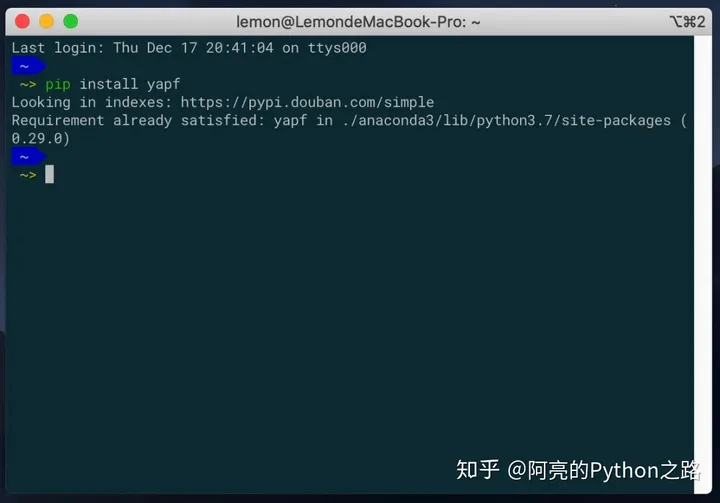 lemon@LemondeMacBook-Pro: ~
⌥⌘2
Last login: Thu Dec 17 20:41:04 on ttys000
~
~> pip install yapf
Looking in indexes: https://pypi.douban.com/simple
Requirement already satisfied: yapf in ./anaconda3/lib/python3.7/site-packages (
0.29.0)
~
~>
知乎 @阿亮的Python之路